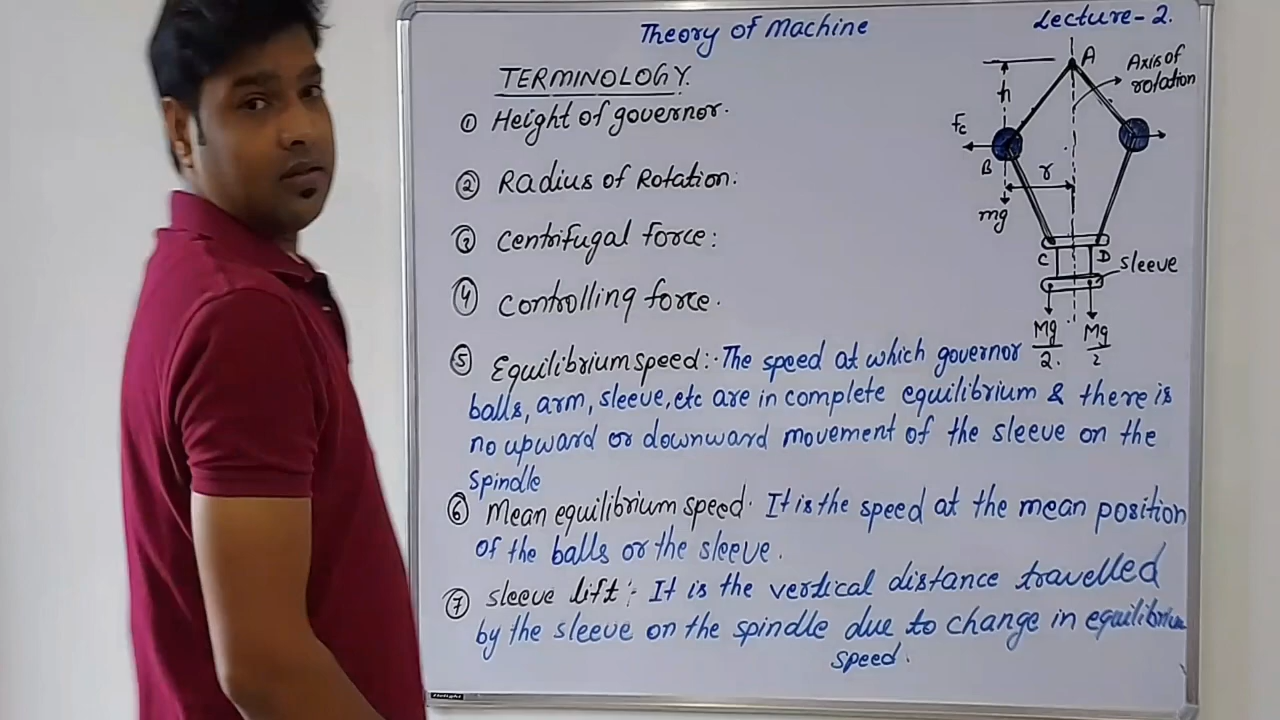 Theory of Machine
Lecture-2.
TERMINOLOGY.
① Height of governor.
② Radius of Rotation:
③ Centrifugal force:
④ Controlling force.
⑤ Equilibrium speed:- The speed at which governor
balls, arm, sleeve, etc are in complete equilibrium & there is
no upward or downward movement of the sleeve on the
spindle
⑥ Mean equilibrium speed. It is the speed at the mean position
of the balls or the sleeve.
⑦ sleeve lift:- It is the vertical distance travelled
by the sleeve on the spindle due to change in equilibrium
speed.
A
Axis of
rotation
h
Fc
B
r
mg
C
D
sleeve
Mg/2.
Mg/2
Delight